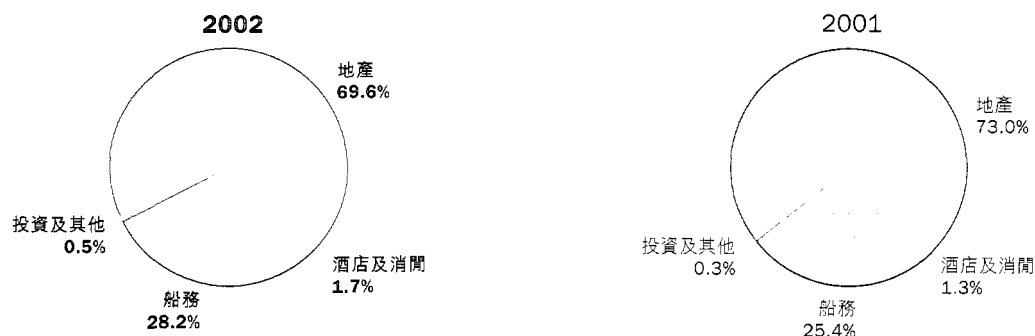 2002
地產
69.6%
投資及其他
0.5%
船務
28.2%
酒店及消閒
1.7%
2001
地產
73.0%
投資及其他
0.3%
船務
25.4%
酒店及消閒
1.3%